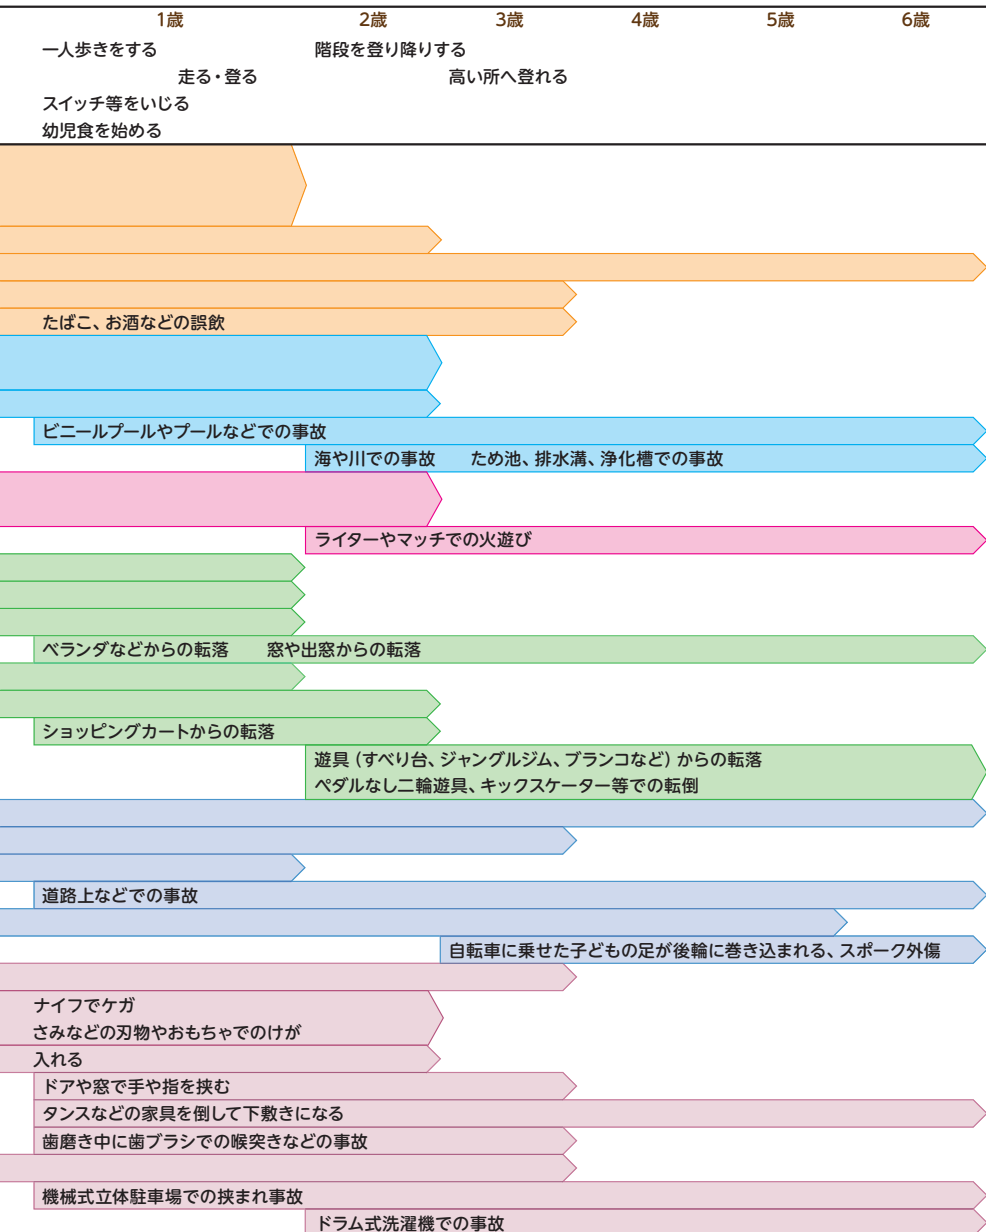 1歳 2歳 3歳 4歳 5歳 6歳
一人歩きをする 階段を登り降りする
走る・登る 高い所へ登れる
スイッチ等をいじる
幼児食を始める
たばこ、お酒などの誤飲
ビニールプールやプールなどでの事故
海や川での事故 ため池、排水溝、浄化槽での事故
ライターやマッチでの火遊び
ベランダなどからの転落 窓や出窓からの転落
ショッピングカートからの転落
遊具(すべり台、ジャングルジム、ブランコなど)からの転落
ペダルなし二輪遊具、キックスケーター等での転倒
道路上などでの事故
自転車に乗せた子どもの足が後輪に巻き込まれる、スポーク外傷
ナイフでケガ
さみなどの刃物やおもちゃでのけが
入れる
ドアや窓で手や指を挟む
タンスなどの家具を倒して下敷きになる
歯磨き中に歯ブラシでの喉突きなどの事故
機械式立体駐車場での挟まれ事故
ドラム式洗濯機での事故